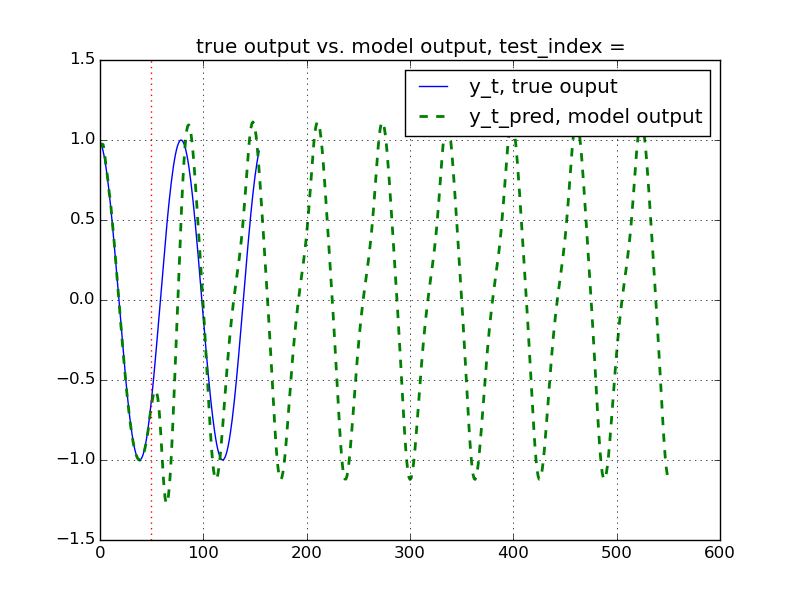 true output vs. model output, test_index =
y_t, true ouput
y_t_pred, model output
1.5
1.0
0.5
0.0
−0.5
−1.0
−1.5
0 100 200 300 400 500 600